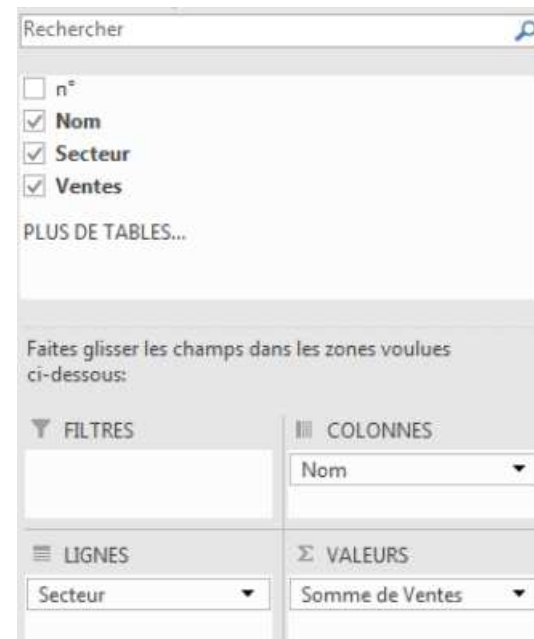 Rechercher
n°
Nom
Secteur
Ventes
PLUS DE TABLES...
Faites glisser les champs dans les zones voulues
ci-dessous:
FILTRES
COLONNES
Nom
LIGNES
Σ VALEURS
Secteur
Somme de Ventes